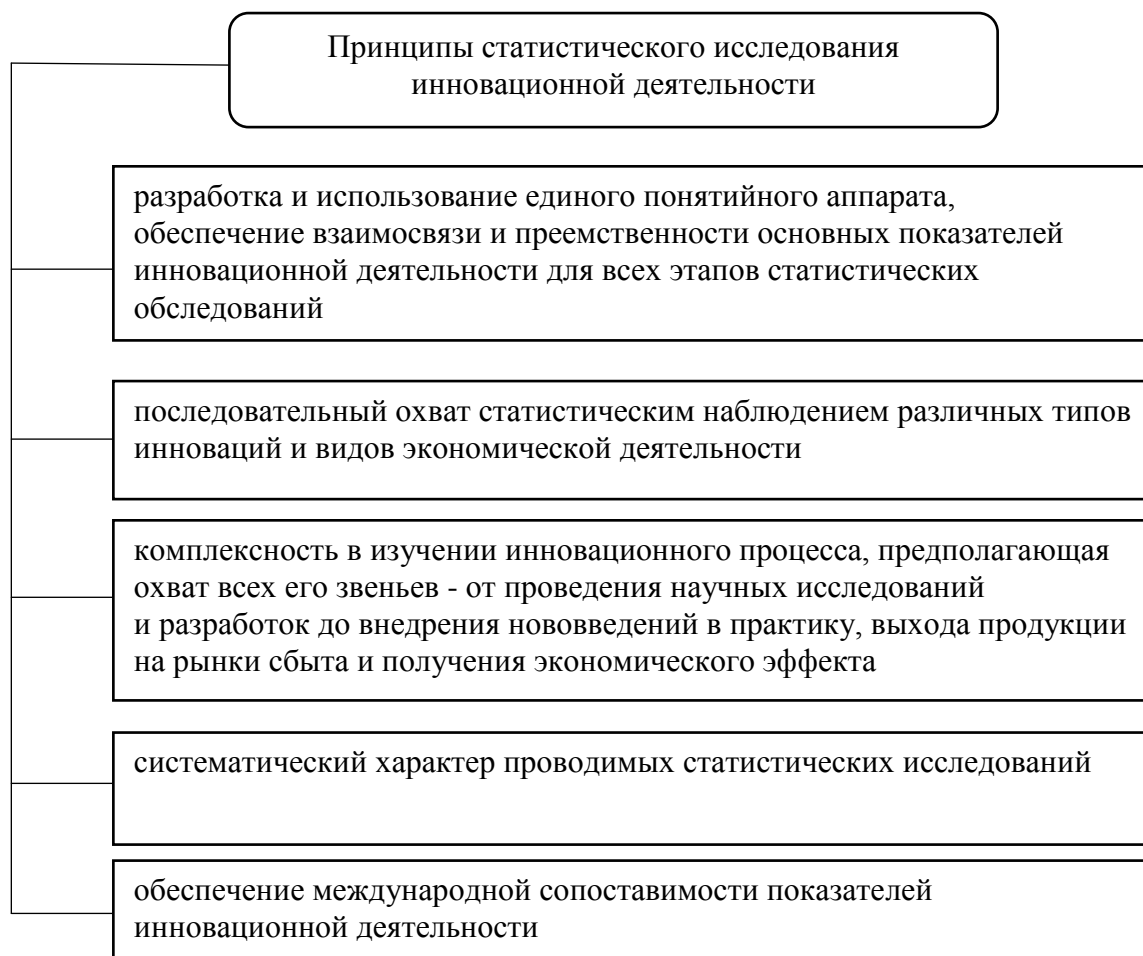 Принципы статистического исследования
инновационной деятельности
разработка и использование единого понятийного аппарата,
обеспечение взаимосвязи и преемственности основных показателей
инновационной деятельности для всех этапов статистических
обследований
последовательный охват статистическим наблюдением различных типов
инноваций и видов экономической деятельности
комплексность в изучении инновационного процесса, предполагающая
охват всех его звеньев - от проведения научных исследований
и разработок до внедрения нововведений в практику, выхода продукции
на рынки сбыта и получения экономического эффекта
систематический характер проводимых статистических исследований
обеспечение международной сопоставимости показателей
инновационной деятельности